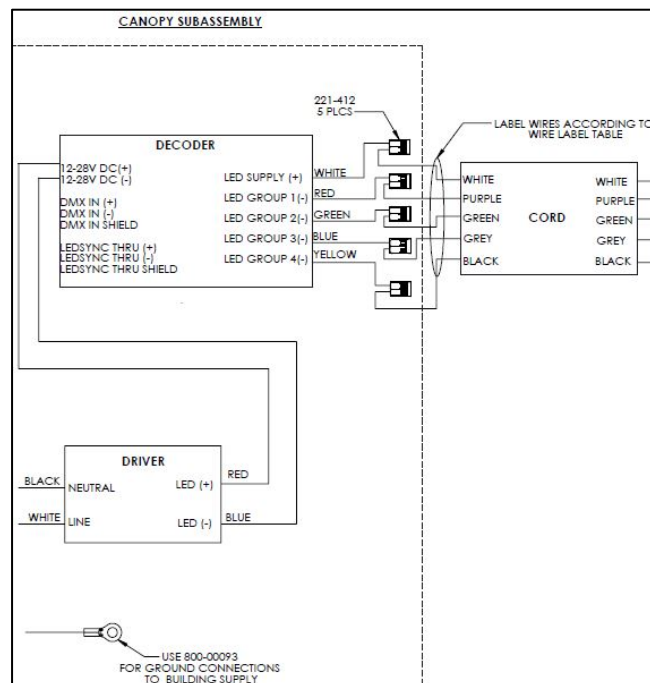 CANOPY SUBASSEMBLY
221-412
5 PLCS
LABEL WIRES ACCORDING TO
WIRE LABEL TABLE
DECODER
12-28V DC(+)
12-28V DC (-)
DMX IN (+)
DMX IN (-)
DMX IN SHIELD
LEDSYNC THRU (+)
LEDSYNC THRU (-)
LEDSYNC THRU SHIELD
LED SUPPLY (+)
LED GROUP 1(-)
LED GROUP 2(-)
LED GROUP 3(-)
LED GROUP 4(-)
WHITE
RED
GREEN
BLUE
YELLOW
WHITE
PURPLE
GREEN
GREY
BLACK
CORD
WHITE
PURPLE
GREEN
GREY
BLACK
DRIVER
BLACK
NEUTRAL
LED (+)
RED
WHITE
LINE
LED (-)
BLUE
USE 800-00093
FOR GROUND CONNECTIONS
TO BUILDING SUPPLY